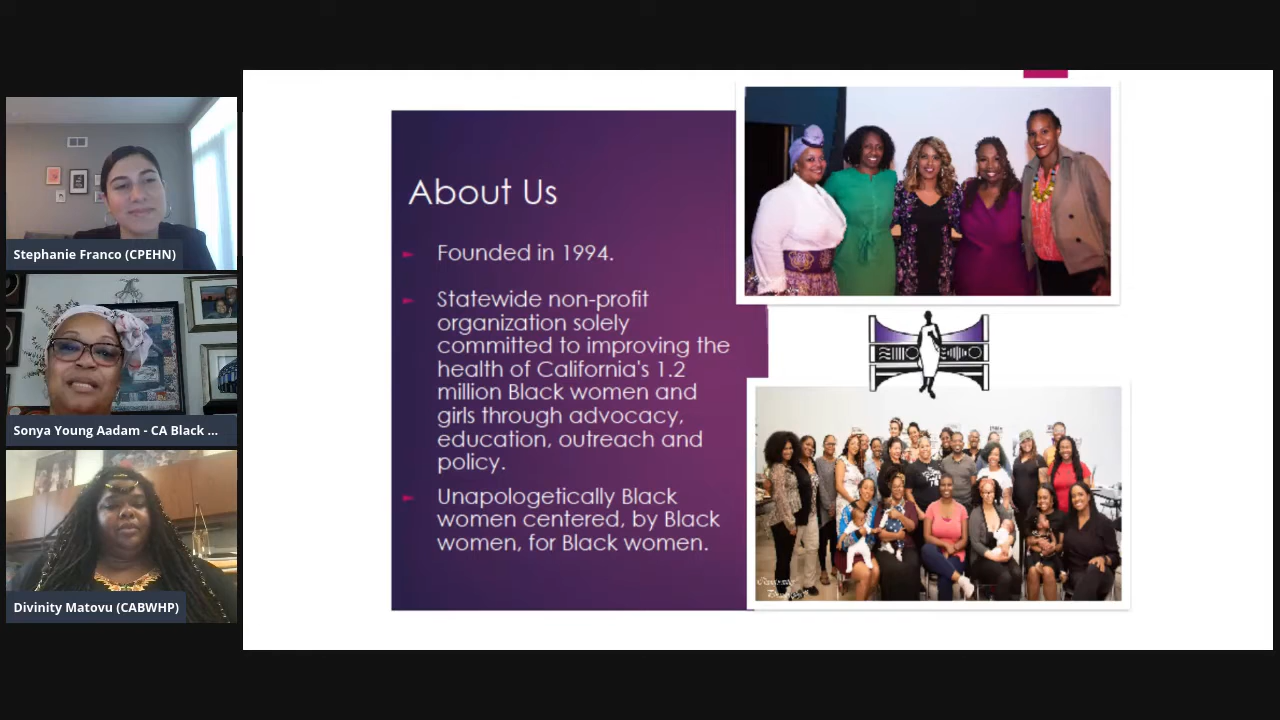 Stephanie Franco (CPEHN)
Sonya Young Aadam - CA Black ...
Divinity Matovu (CABWHP)
About Us
Founded in 1994.
Statewide non-profit
organization solely
committed to improving the
health of California's 1.2
million Black women and
girls through advocacy,
education, outreach and
policy.
Unapologetically Black
women centered, by Black
women, for Black women.